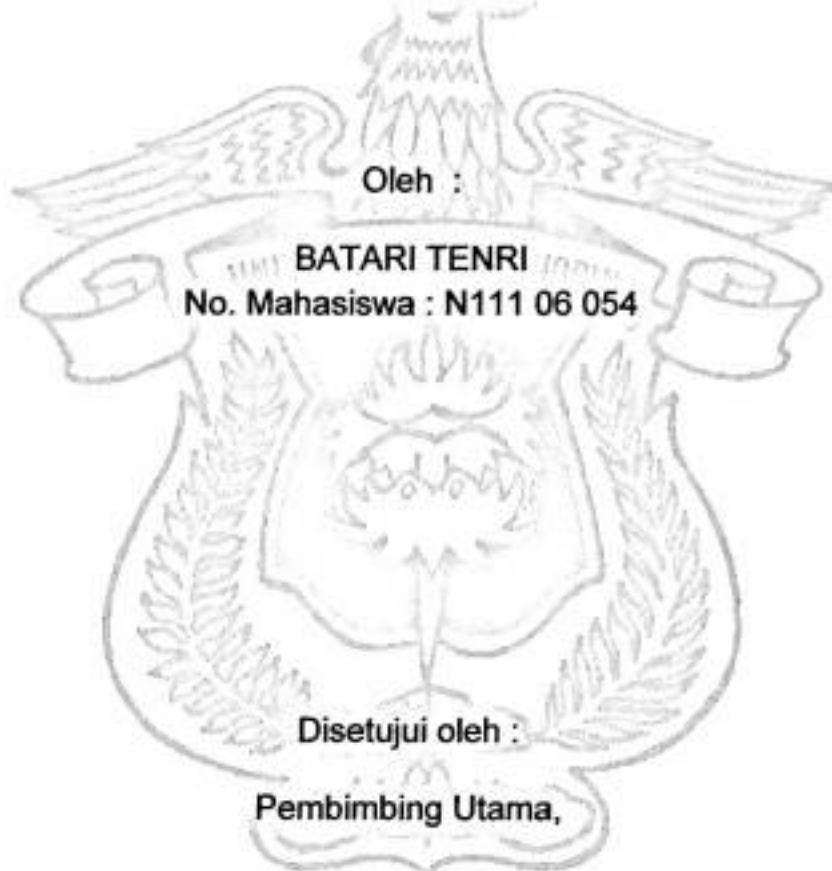 Oleh :
BATARI TENRI
No. Mahasiswa : N111 06 054
Disetujui oleh :
Pembimbing Utama,